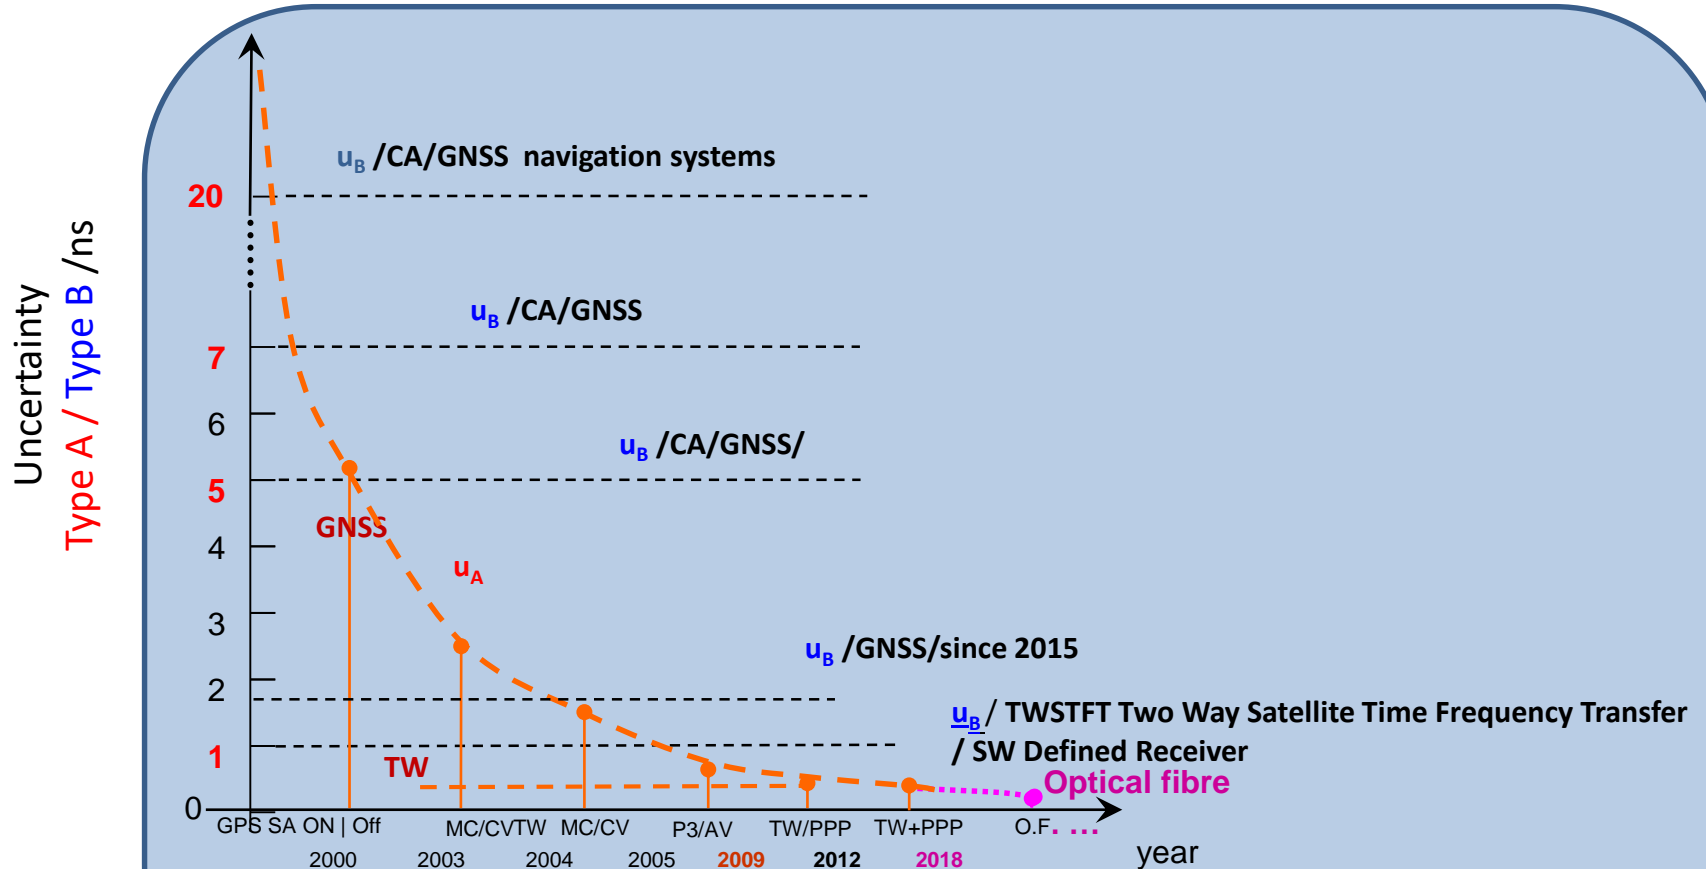 Uncertainty
Type A / Type B /ns
u_B /CA/GNSS  navigation systems
20
u_B /CA/GNSS
7
6
u_B /CA/GNSS/
5
GNSS
4
u_A
3
u_B /GNSS/since 2015
2
u_B / TWSTFT Two Way Satellite Time Frequency Transfer
/ SW Defined Receiver
1
TW
Optical fibre
0
GPS SA ON | Off MC/CVTW MC/CV P3/AV TW/PPP TW+PPP O.F. ...
2000 2003 2004 2005 2009 2012 2018 year